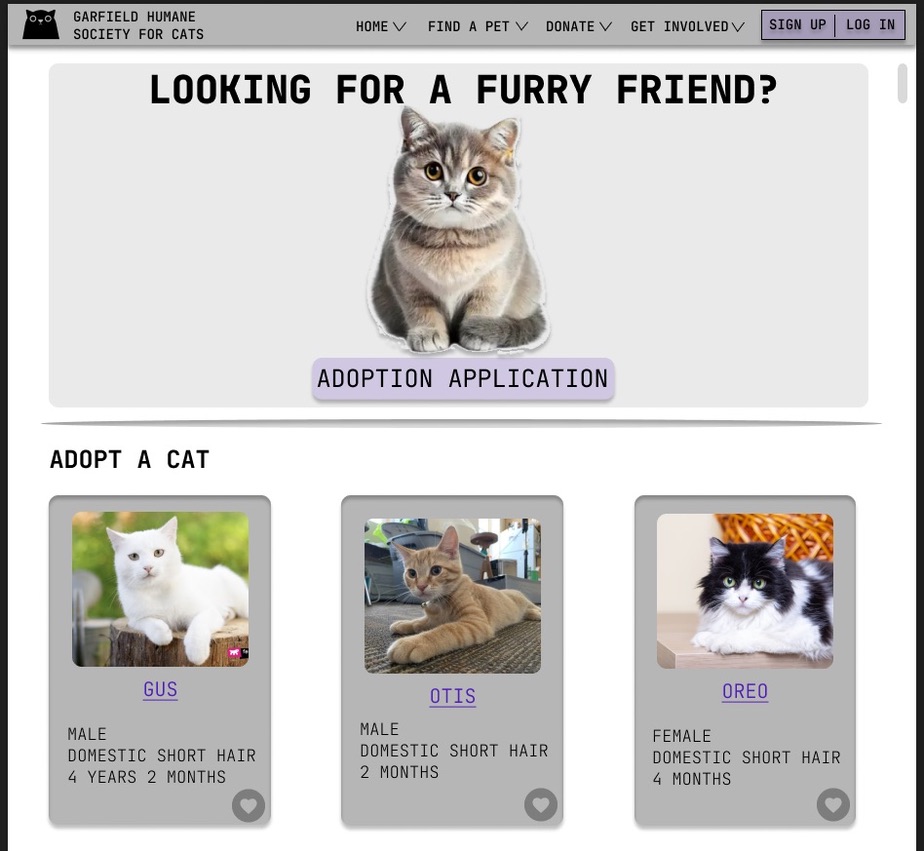 GARFIELD HUMANE
SOCIETY FOR CATS
HOME
FIND A PET
DONATE
GET INVOLVED
SIGN UP
LOG IN
LOOKING FOR A FURRY FRIEND?
ADOPTION APPLICATION
ADOPT A CAT
GUS
MALE
DOMESTIC SHORT HAIR
4 YEARS 2 MONTHS
OTIS
MALE
DOMESTIC SHORT HAIR
2 MONTHS
OREO
FEMALE
DOMESTIC SHORT HAIR
4 MONTHS